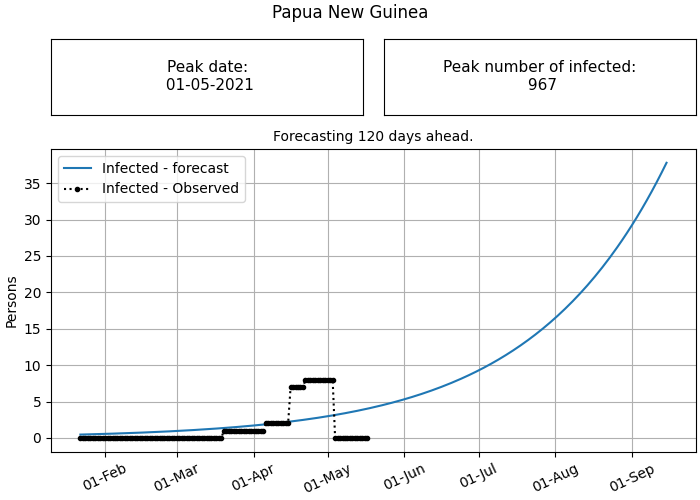 Papua New Guinea
Peak date:
01-05-2021
Peak number of infected:
967
Forecasting 120 days ahead.
Infected - forecast
Infected - Observed
Persons
35
30
25
20
15
10
5
0
01-Feb
01-Mar
01-Apr
01-May
01-Jun
01-Jul
01-Aug
01-Sep